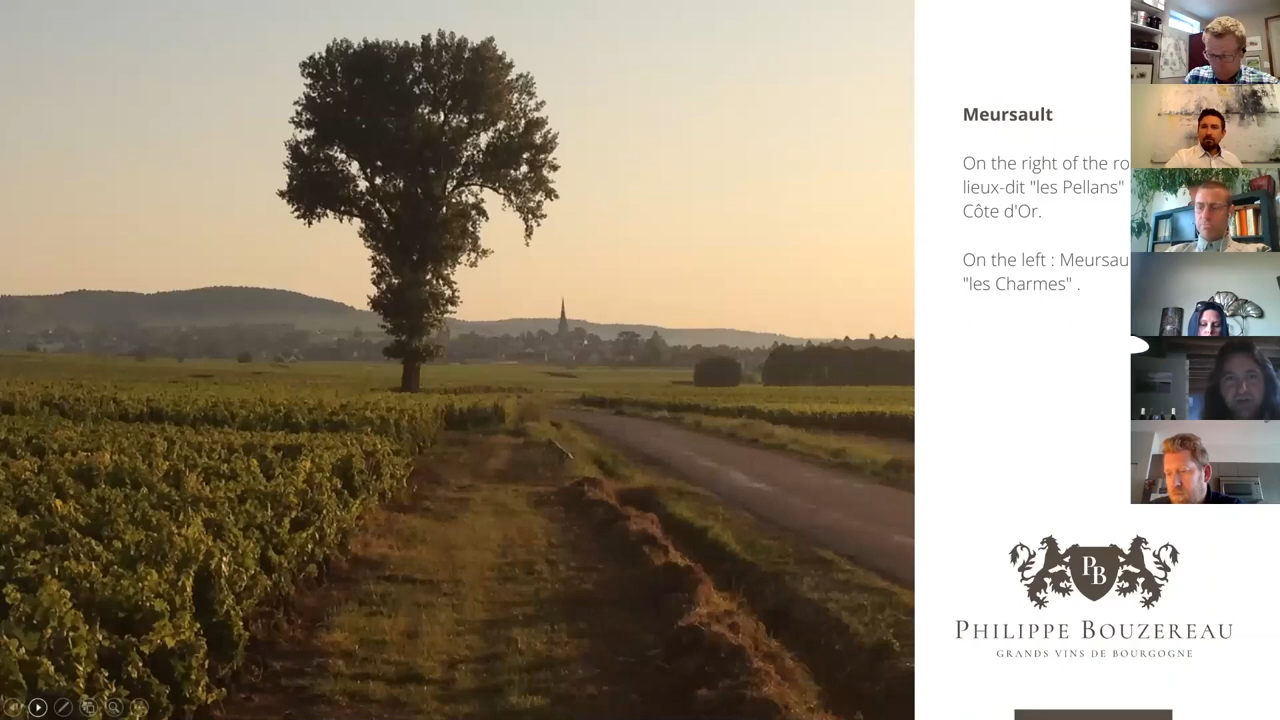 Meursault
On the right of the ro
lieux-dit "les Pellans"
Côte d'Or.
On the left : Meursau
"les Charmes" .
PB
PHILIPPE BOUZEREAU
GRANDS VINS DE BOURGOGNE